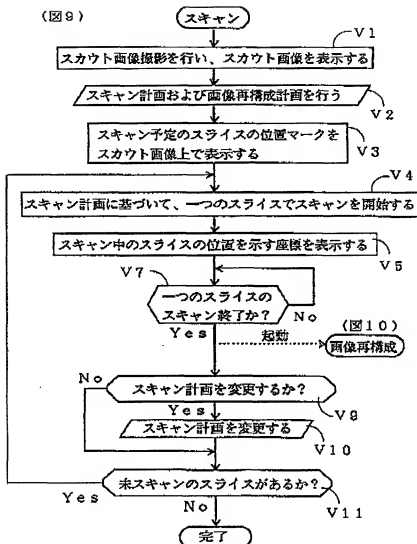 (図9)
スキャン
V1
スカウト画像撮影を行い、スカウト画像を表示する
スキャン計画および画像再構成計画を行う
V2
スキャン予定のスライスの位置マークを
スカウト画像上で表示する
V3
V4
スキャン計画に基づいて、一つのスライスでスキャンを開始する
スキャン中のスライスの位置を示す座標を表示する
V5
V7
一つのスライスの
スキャン終了か?
No
Yes
起動
(図10)
画像再構成
No
スキャン計画を変更するか?
Yes
V9
スキャン計画を変更する
V10
未スキャンのスライスがあるか?
Yes
No
V11
完了